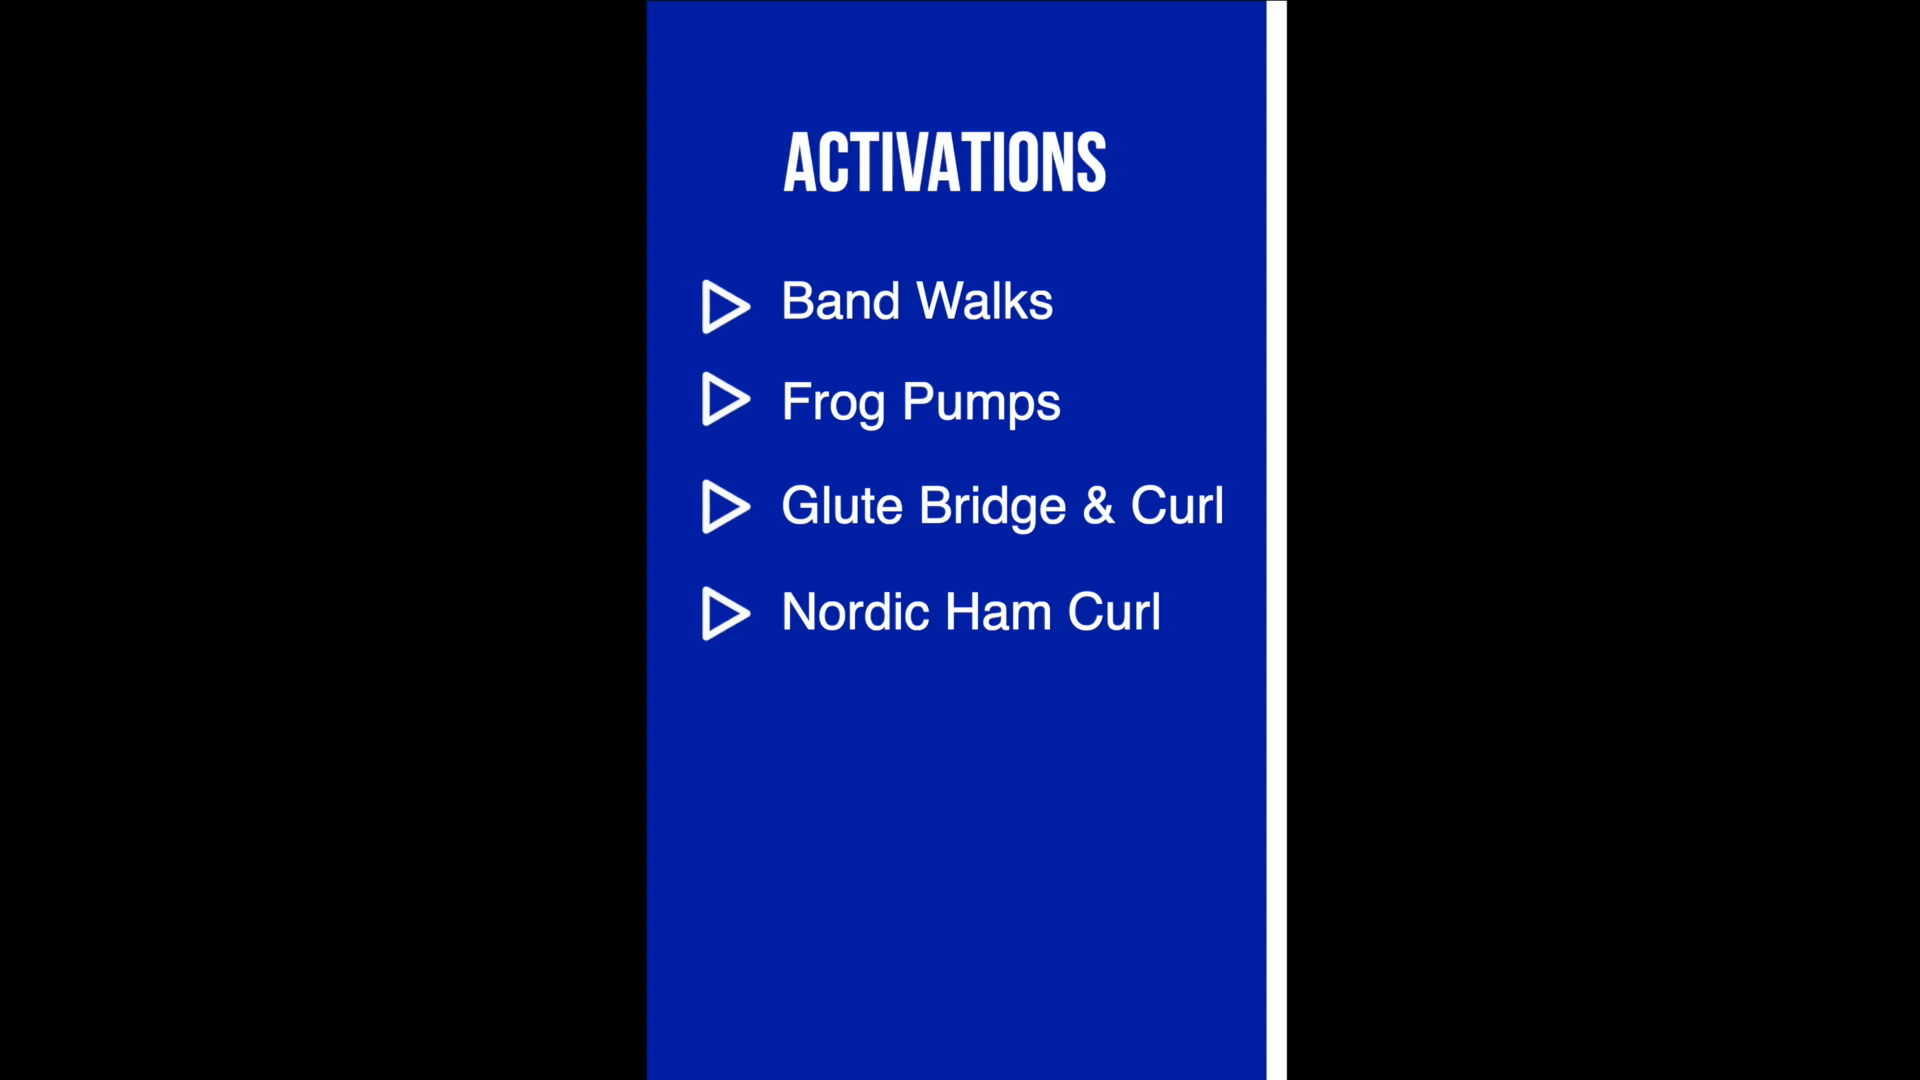 ACTIVATIONS
Band Walks
Frog Pumps
Glute Bridge & Curl
Nordic Ham Curl